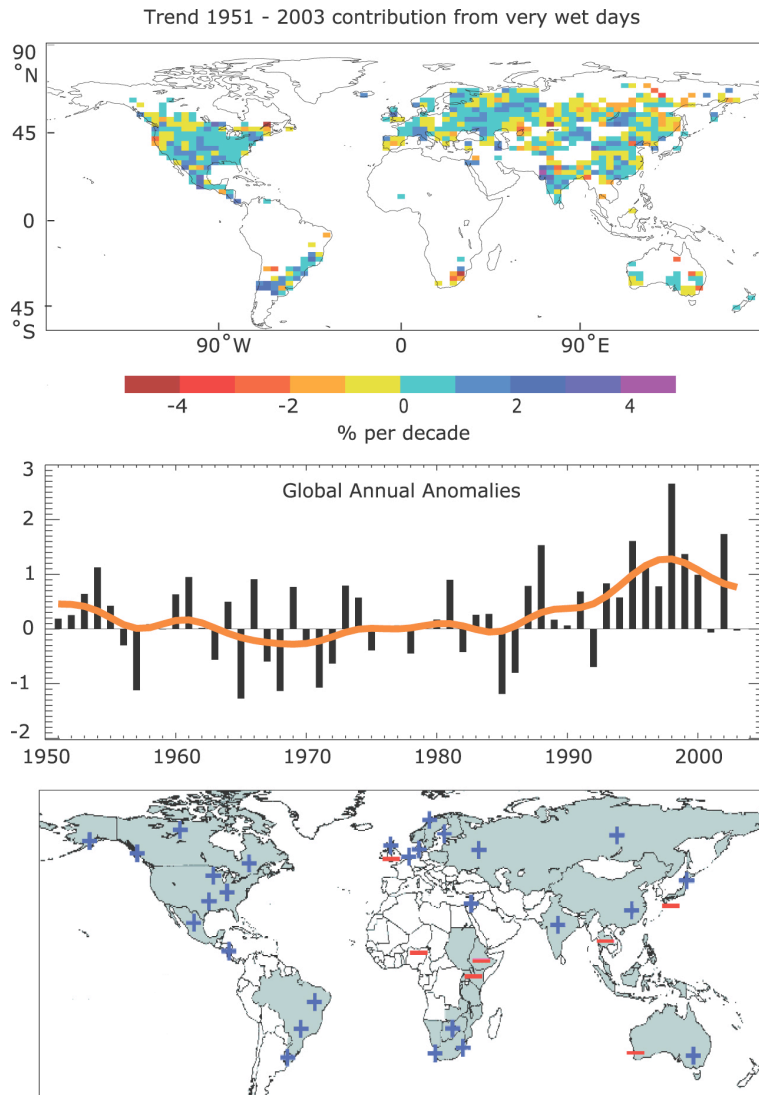 Trend 1951 - 2003 contribution from very wet days
90
°N
45
0
45
°S
90°W 0 90°E
-4 -2 0 2 4
% per decade
3
Global Annual Anomalies
2
1
0
-1
-2
1950 1960 1970 1980 1990 2000